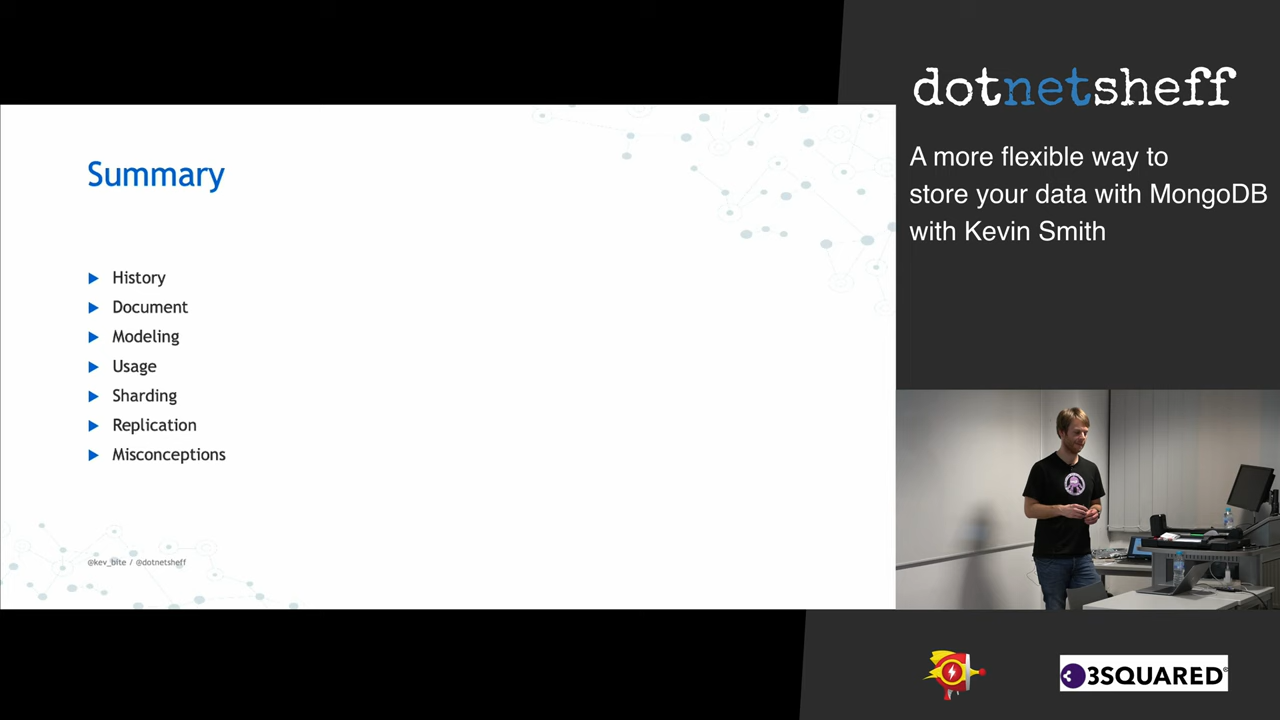 Summary
History
Document
Modeling
Usage
Sharding
Replication
Misconceptions
@kev_bite / @dotnetsheff
dotnetsheff
A more flexible way to
store your data with MongoDB
with Kevin Smith
3SQUARED